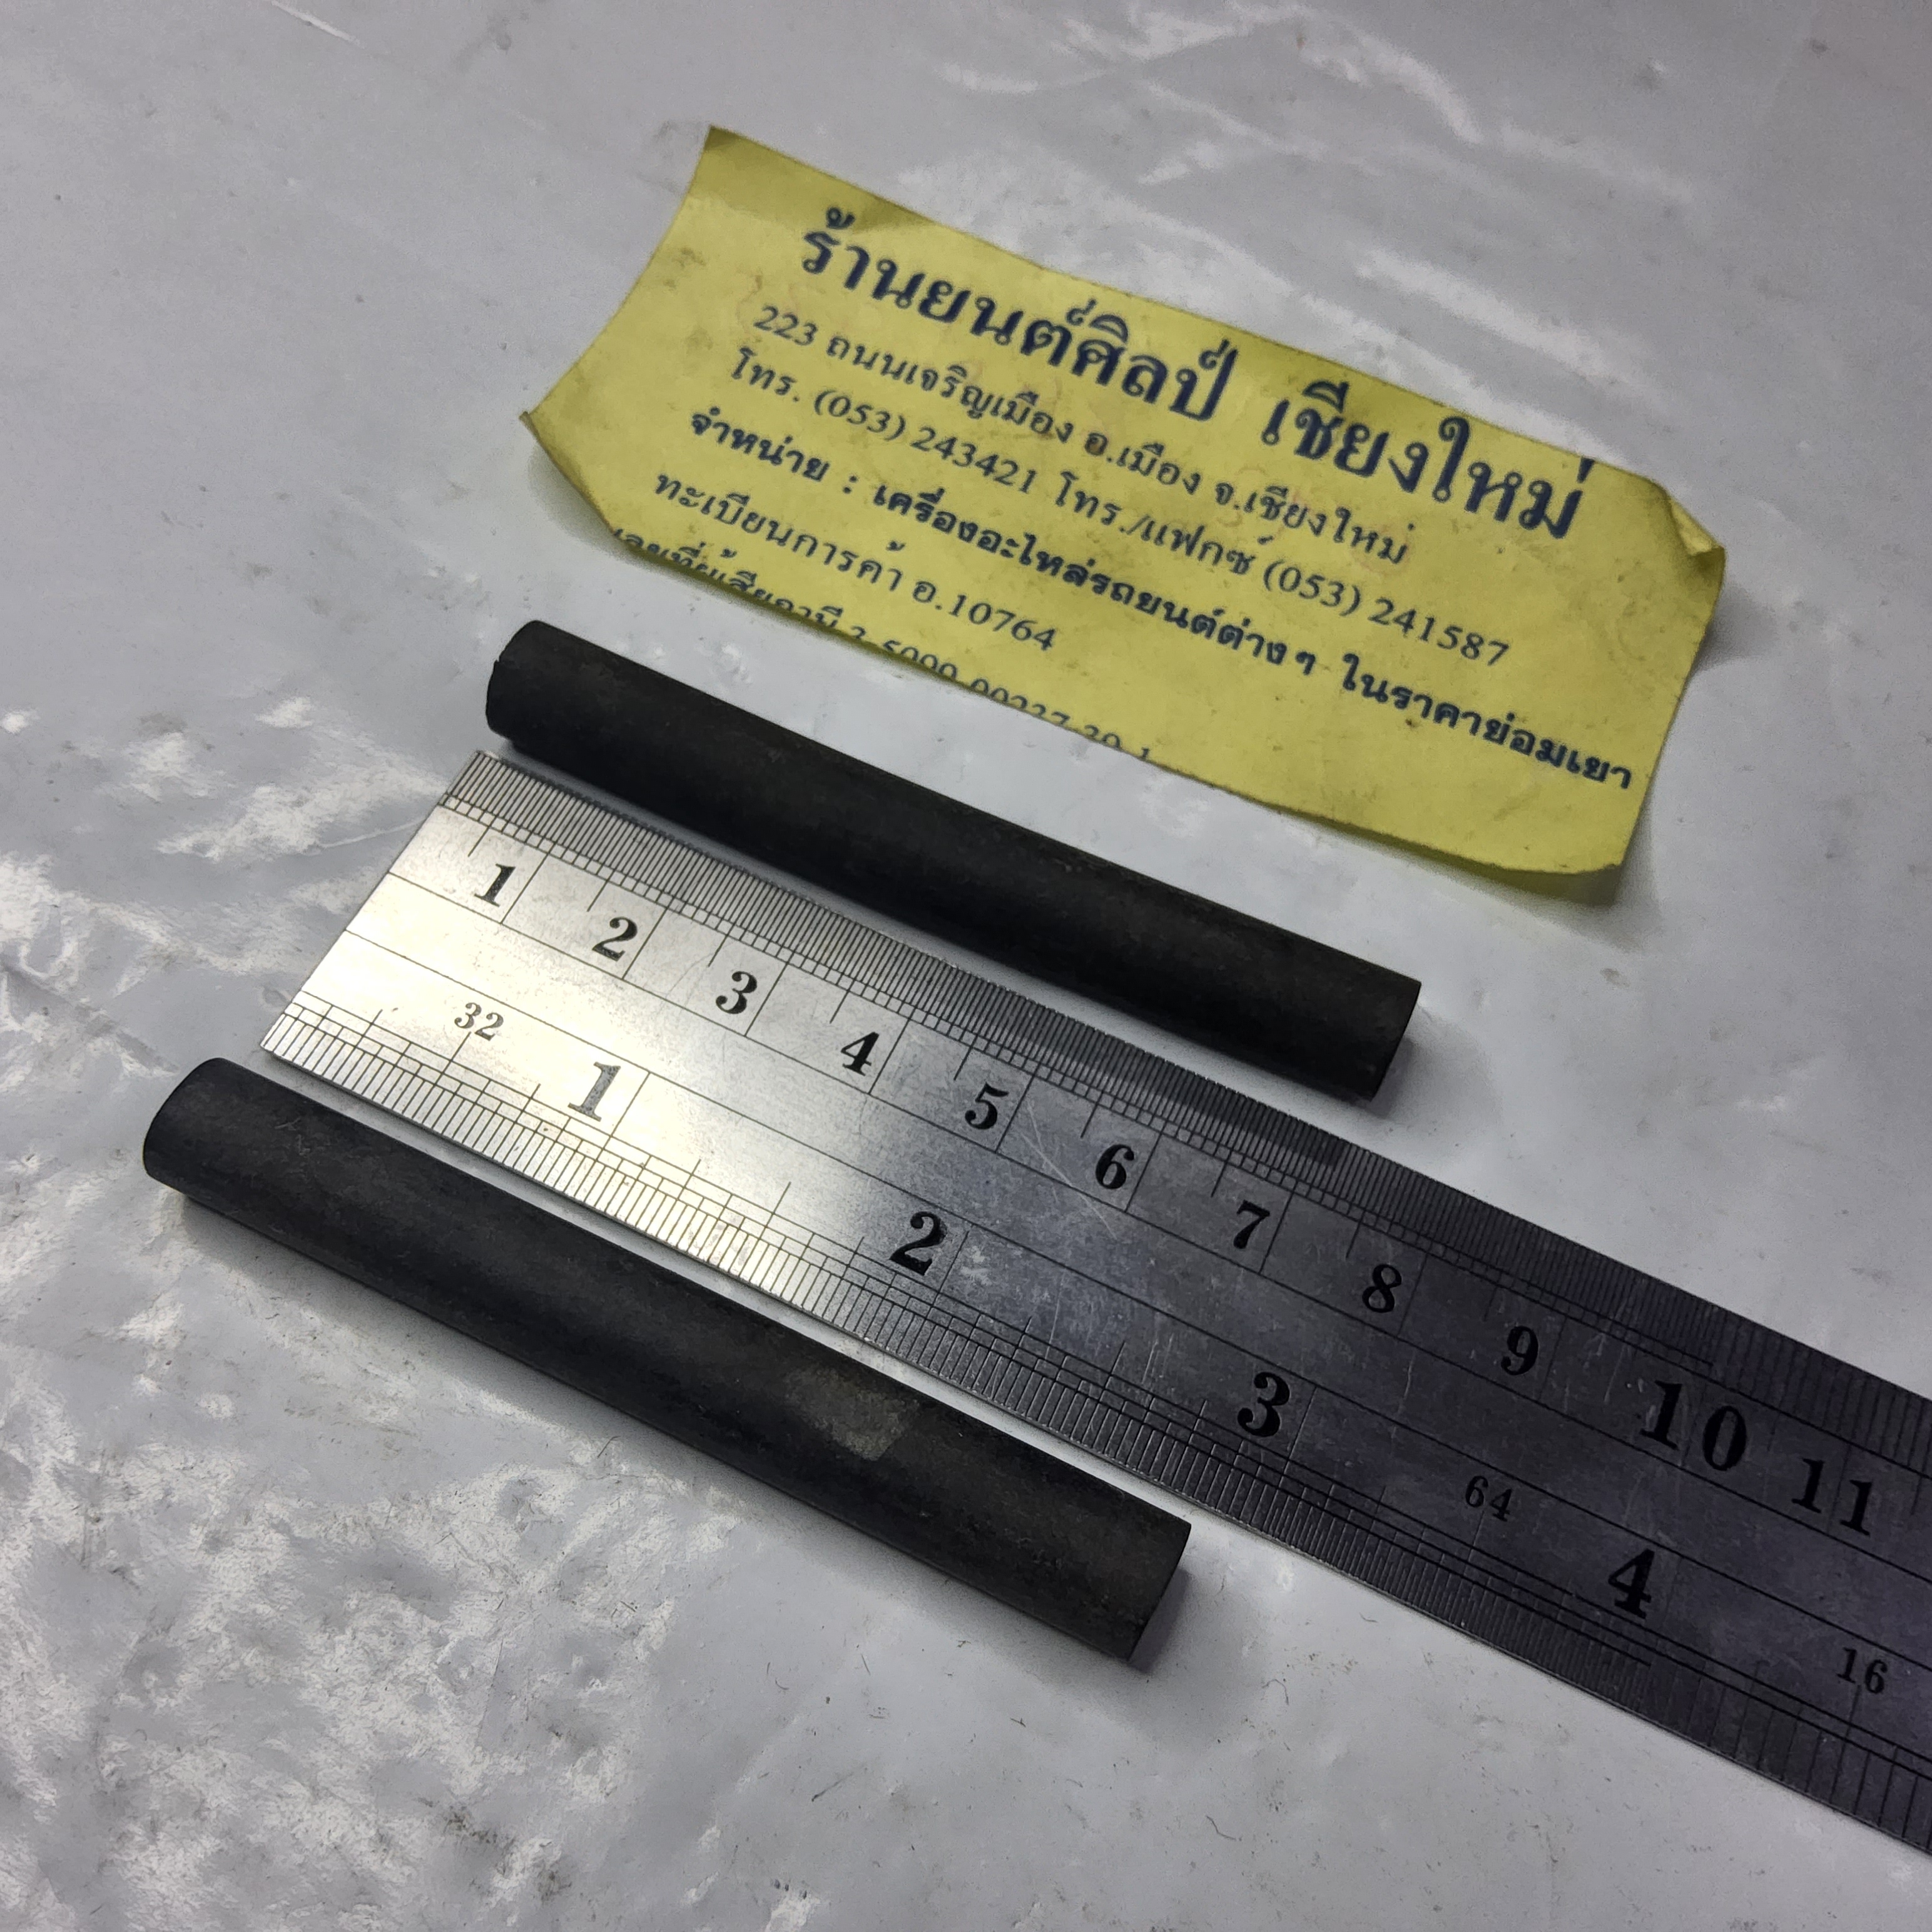 ร้านยนต์ศิลป์ เชียงใหม่
223 ถนนเจริญเมือง อ.เมือง จ.เชียงใหม่
โทร. (053) 243421 โทร./แฟกซ์ (053) 241587
จำหน่าย : เครื่องอะไหล่รถยนต์ต่างๆ ในราคาย่อมเยา
ทะเบียนการค้า อ.10764
1 2 3 4 5 6 7 8 9 10 11
32 64 16
1 2 3 4